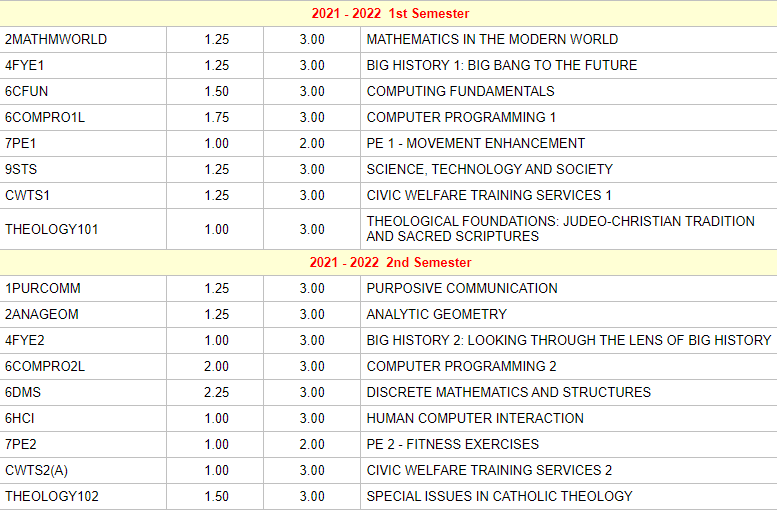 2021 - 2022 1st Semester
2MATHMWORLD 1.25 3.00 MATHEMATICS IN THE MODERN WORLD
4FYE1 1.25 3.00 BIG HISTORY 1: BIG BANG TO THE FUTURE
6CFUN 1.50 3.00 COMPUTING FUNDAMENTALS
6COMPRO1L 1.75 3.00 COMPUTER PROGRAMMING 1
7PE1 1.00 2.00 PE 1 - MOVEMENT ENHANCEMENT
9STS 1.25 3.00 SCIENCE, TECHNOLOGY AND SOCIETY
CWTS1 1.25 3.00 CIVIC WELFARE TRAINING SERVICES 1
THEOLOGY101 1.00 3.00 THEOLOGICAL FOUNDATIONS: JUDEO-CHRISTIAN TRADITION
AND SACRED SCRIPTURES
2021 - 2022 2nd Semester
1PURCOMM 1.25 3.00 PURPOSIVE COMMUNICATION
2ANAGEOM 1.25 3.00 ANALYTIC GEOMETRY
4FYE2 1.00 3.00 BIG HISTORY 2: LOOKING THROUGH THE LENS OF BIG HISTORY
6COMPRO2L 2.00 3.00 COMPUTER PROGRAMMING 2
6DMS 2.25 3.00 DISCRETE MATHEMATICS AND STRUCTURES
6HCI 1.00 3.00 HUMAN COMPUTER INTERACTION
7PE2 1.00 2.00 PE 2 - FITNESS EXERCISES
CWTS2(A) 1.00 3.00 CIVIC WELFARE TRAINING SERVICES 2
THEOLOGY102 1.50 3.00 SPECIAL ISSUES IN CATHOLIC THEOLOGY